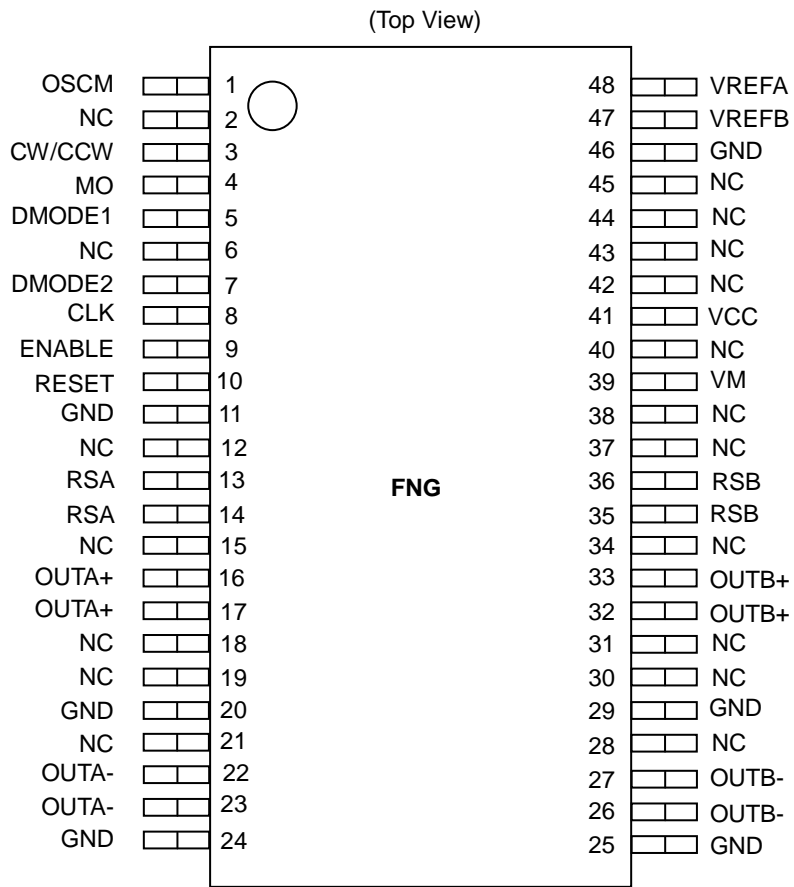 (Top View)
OSCM 1 48 VREFA
NC 2 47 VREFB
CW/CCW 3 46 GND
MO 4 45 NC
DMODE1 5 44 NC
NC 6 43 NC
DMODE2 7 42 NC
CLK 8 41 VCC
ENABLE 9 40 NC
RESET 10 39 VM
GND 11 38 NC
NC 12 37 NC
RSA 13 FNG 36 RSB
RSA 14 35 RSB
NC 15 34 NC
OUTA+ 16 33 OUTB+
OUTA+ 17 32 OUTB+
NC 18 31 NC
NC 19 30 NC
GND 20 29 GND
NC 21 28 NC
OUTA- 22 27 OUTB-
OUTA- 23 26 OUTB-
GND 24 25 GND